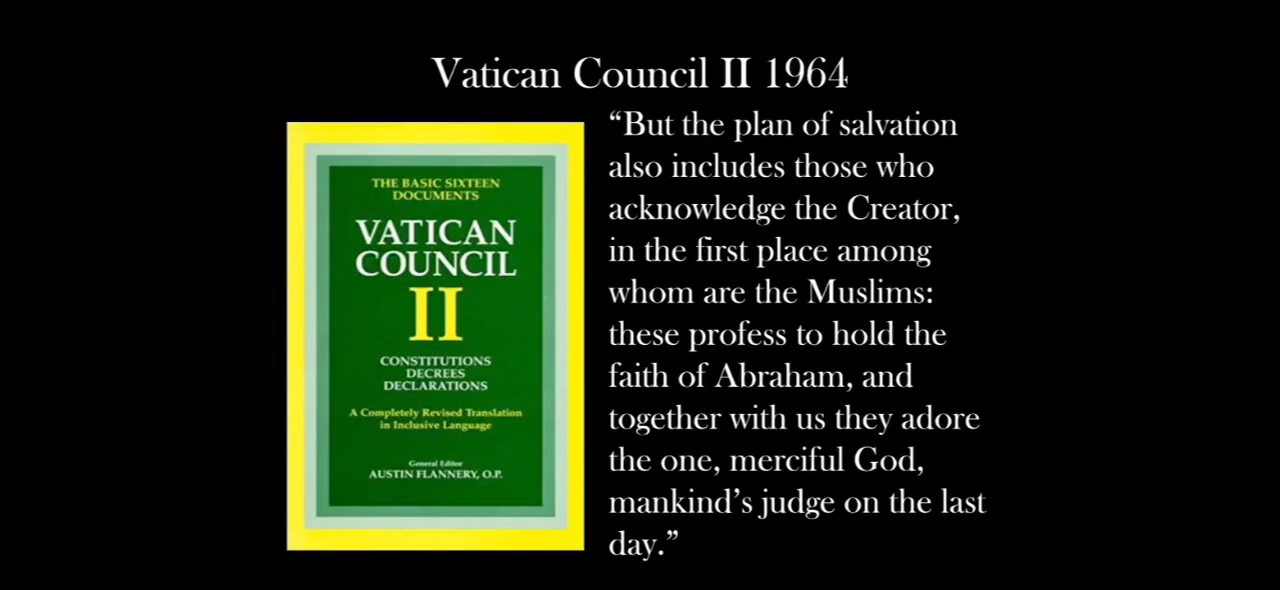 Vatican Council II 1964
THE BASIC SIXTEEN
DOCUMENTS
VATICAN
COUNCIL
II
CONSTITUTIONS
DECREES
DECLARATIONS
A Completely Revised Translation
in Inclusive Language
General Editor
AUSTIN FLANNERY, O.P.
“But the plan of salvation
also includes those who
acknowledge the Creator,
in the first place among
whom are the Muslims:
these profess to hold the
faith of Abraham, and
together with us they adore
the one, merciful God,
mankind’s judge on the last
day.”